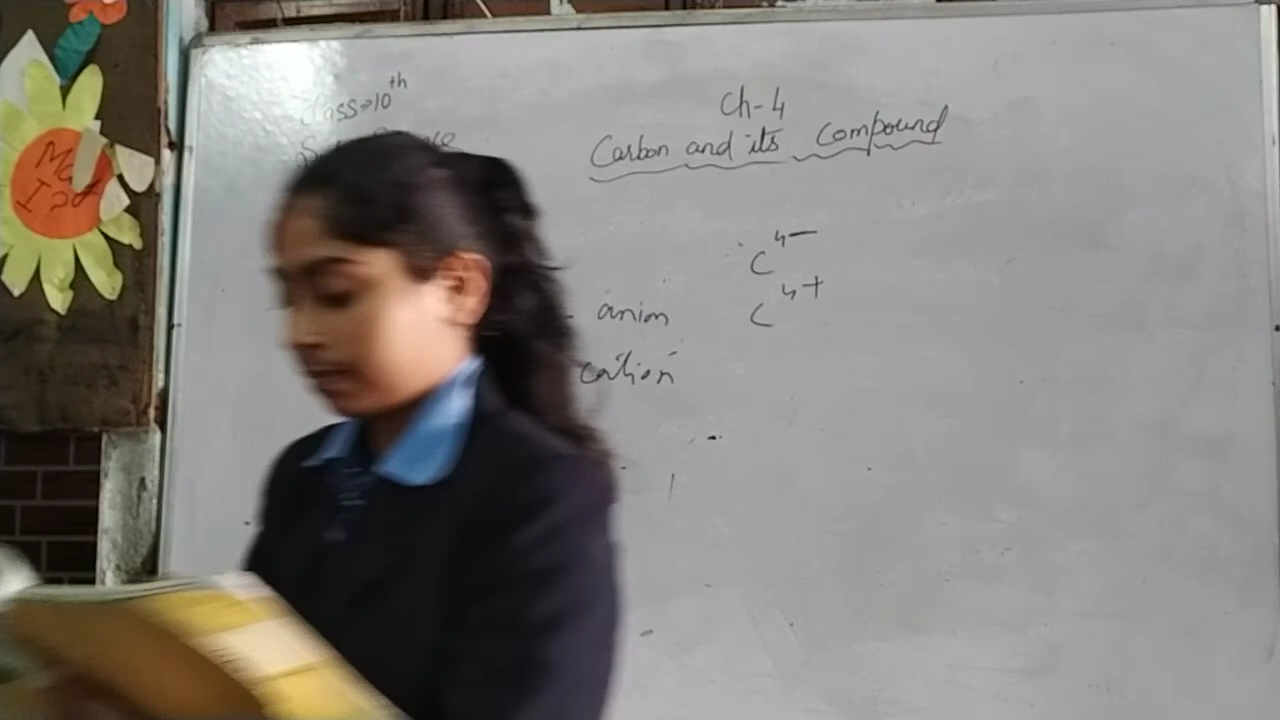 Class⇒10th
Ch-4
Carbon and its Compound
C4−
- anion
C4+
cation